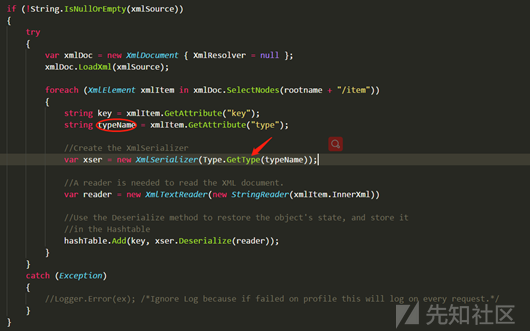 if (!String.IsNullOrEmpty(xmlSource))
{
try
{
var xmlDoc = new XmlDocument { XmlResolver = null };
xmlDoc.LoadXml(xmlSource);
foreach (XmlElement xmlItem in xmlDoc.SelectNodes(rootname + "/item"))
{
string key = xmlItem.GetAttribute("key");
string typeName = xmlItem.GetAttribute("type");
//Create the XmlSerializer
var xser = new XmlSerializer(Type.GetType(typeName));
//A reader is needed to read the XML document.
var reader = new XmlTextReader(new StringReader(xmlItem.InnerXml))
//Use the Deserialize method to restore the object's state, and store it
//in the Hashtable
hashTable.Add(key, xser.Deserialize(reader));
}
}
catch (Exception)
{
//Logger.Error(ex); /*Ignore Log because if failed on profile this will log on every request.*/
}
}
先知社区